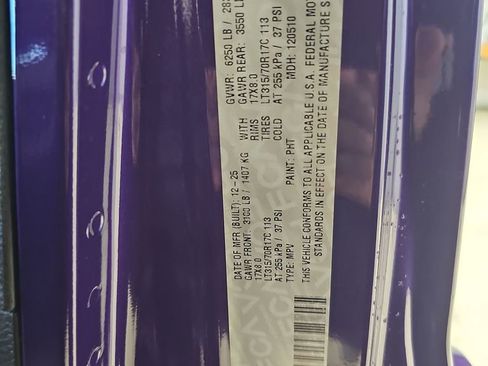 DATE OF MFR (BUILT): 12-25 GVWR: 6250 LB /
GAWR FRONT: 3100 LB / 1407 KG WITH GAWR REAR: 3550
17X8.0 RIMS 17X8.0
LT315/70R17C 113 TIRES LT315/70R17C 113
AT 255 kPa / 37 PSI COLD AT 255 kPa / 37 PSI
TYPE: MPV PAINT: PHT MDH: 120510
THIS VEHICLE CONFORMS TO ALL APPLICABLE U.S.A. FEDERAL
STANDARDS IN EFFECT ON THE DATE OF MANUFACTURE